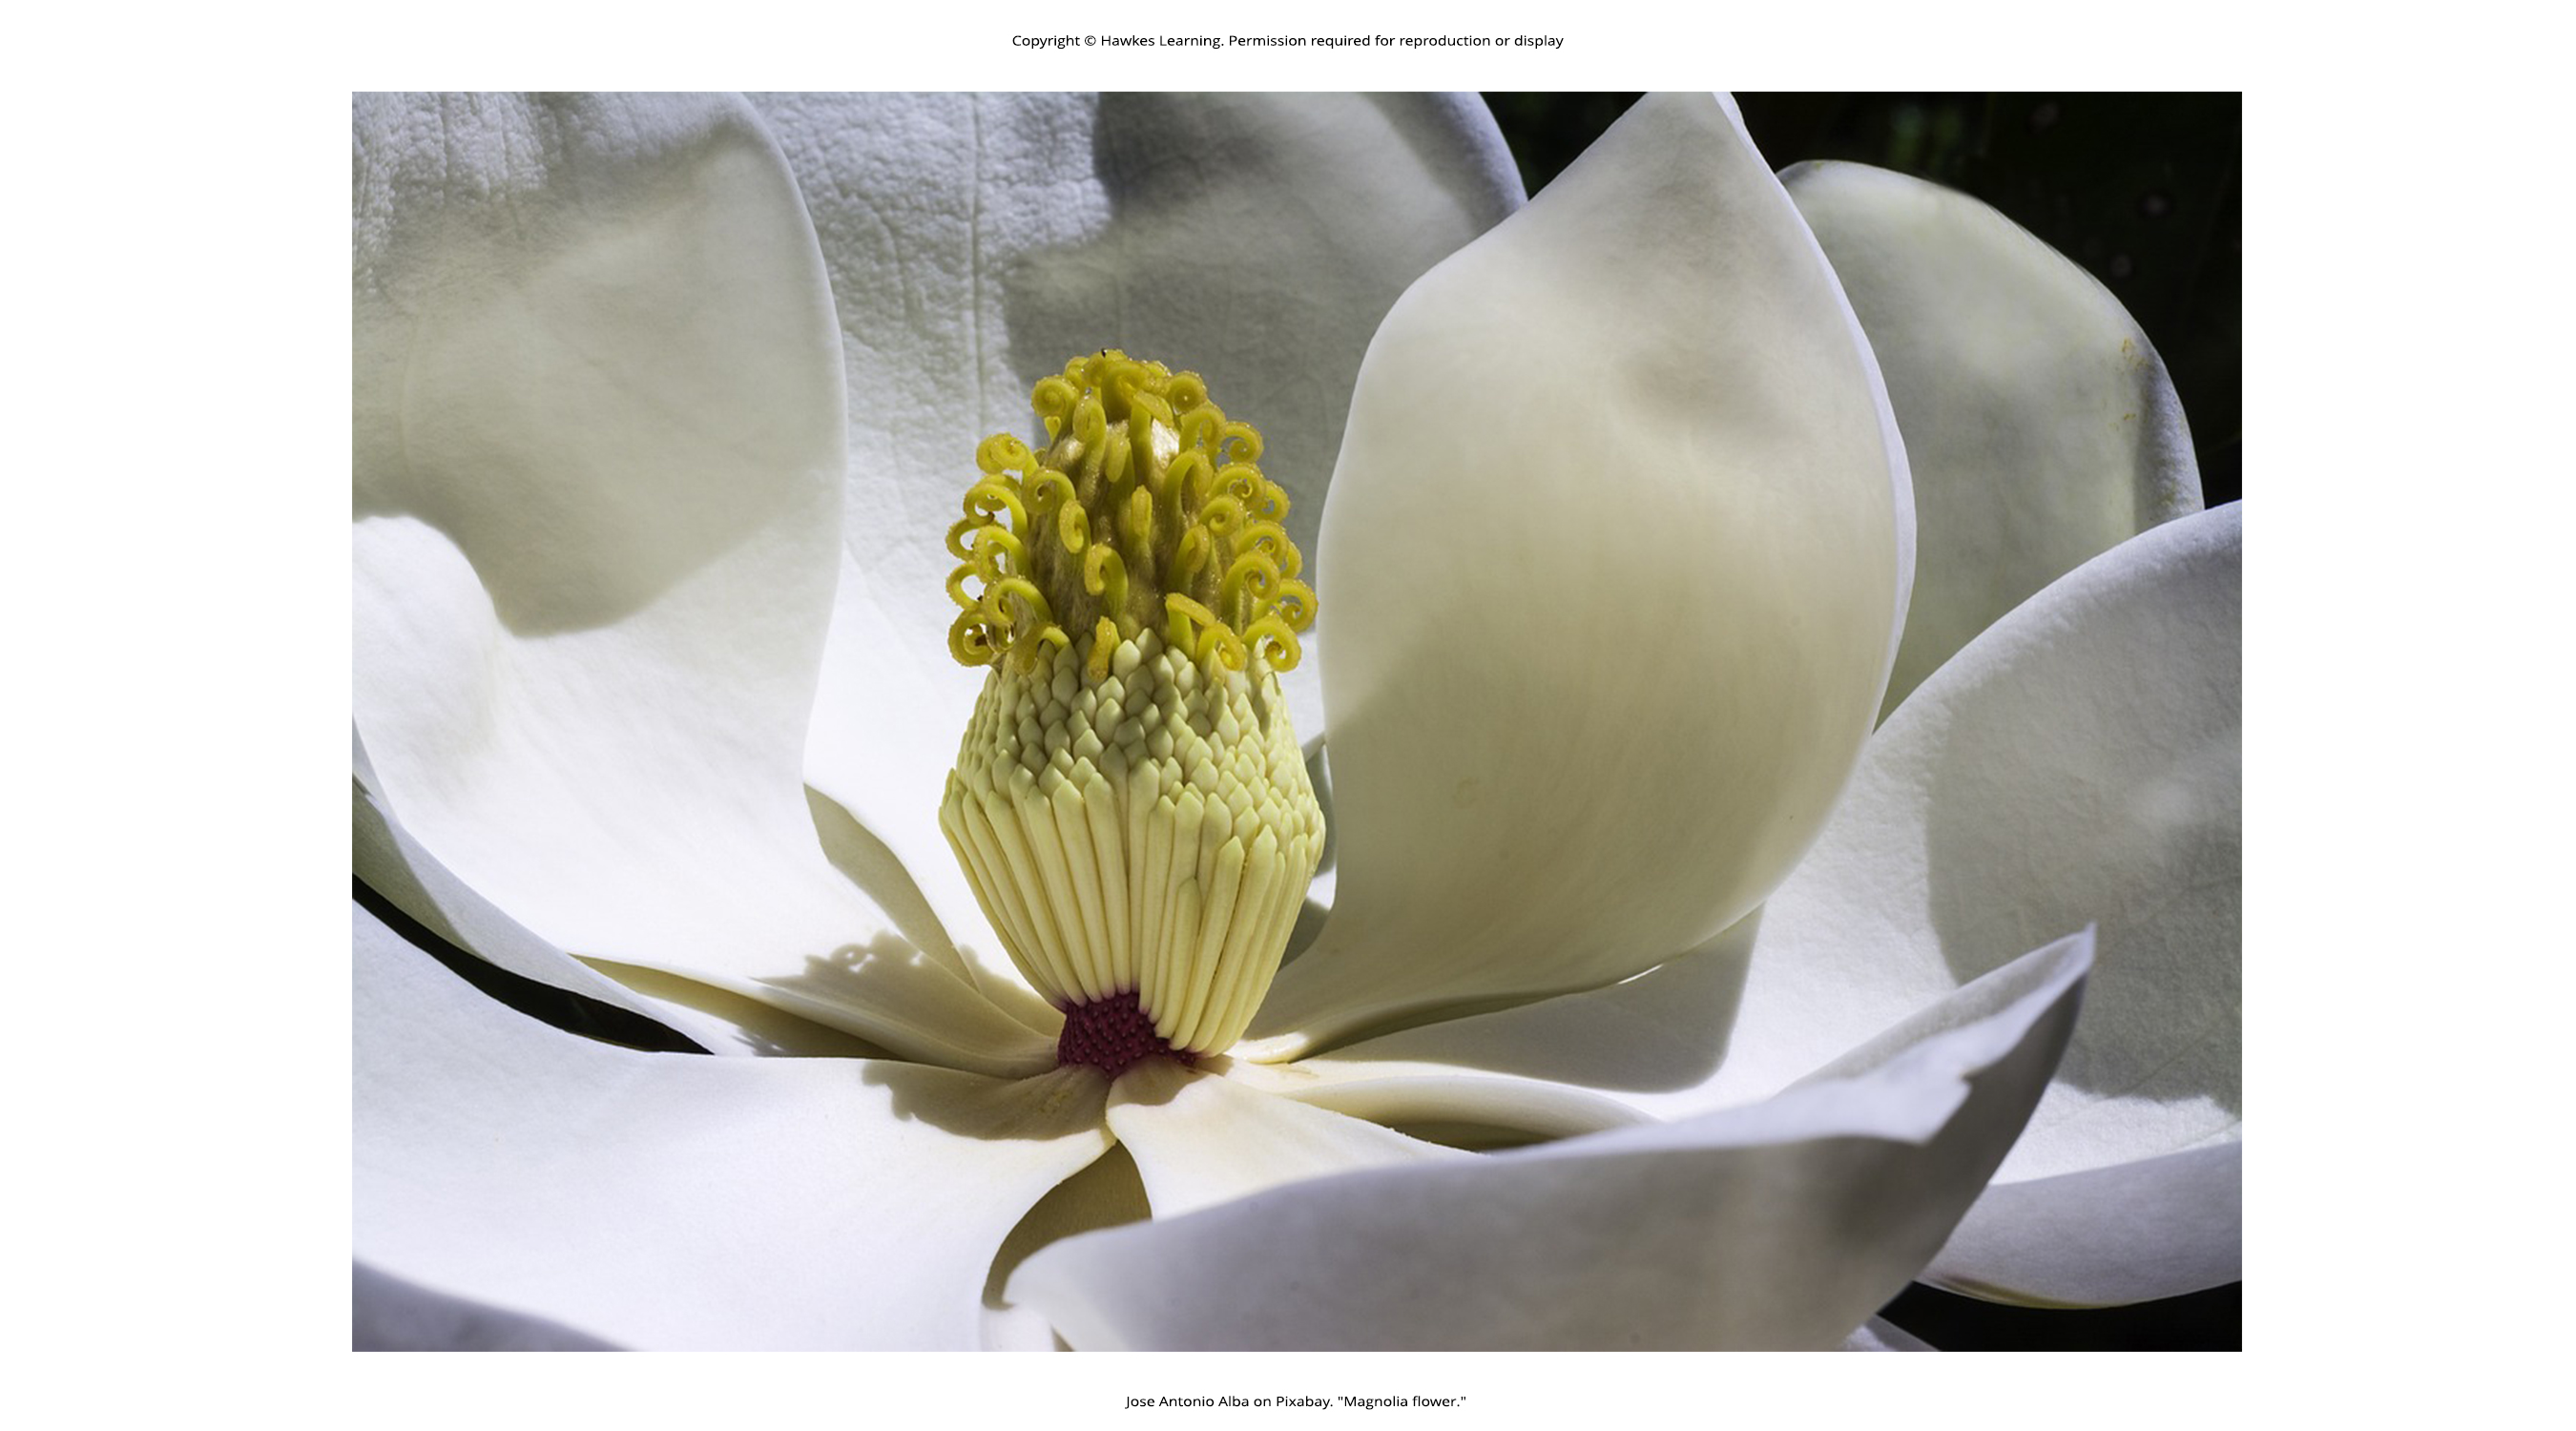 Copyright © Hawkes Learning. Permission required for reproduction or display
Jose Antonio Alba on Pixabay. "Magnolia flower."